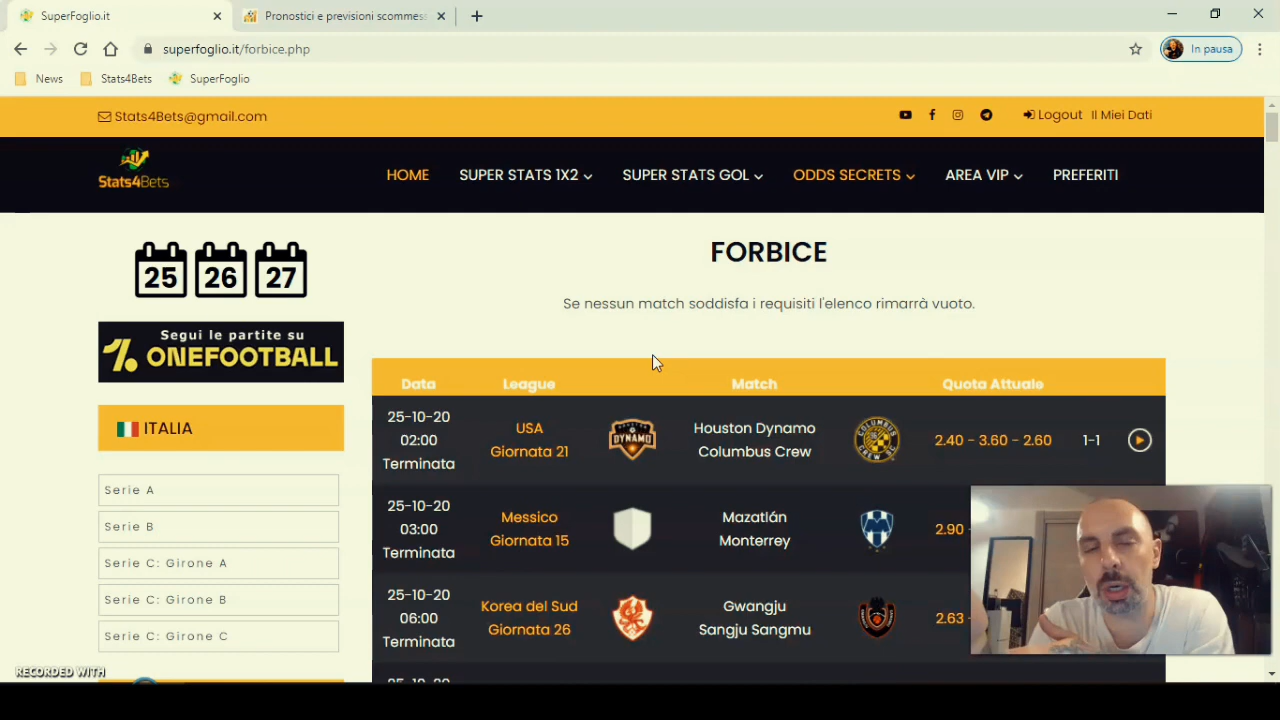 SuperFoglio.it
Pronostici e previsioni scommess
superfoglio.it/forbice.php
In pausa
News
Stats4Bets
SuperFoglio
Stats4Bets@gmail.com
Logout Il Miei Dati
Stats4Bets
HOME
SUPER STATS 1X2
SUPER STATS GOL
ODDS SECRETS
AREA VIP
PREFERITI
25 26 27
Segui le partite su
ONEFOOTBALL
ITALIA
Serie A
Serie B
Serie C: Girone A
Serie C: Girone B
Serie C: Girone C
FORBICE
Se nessun match soddisfa i requisiti l'elenco rimarrà vuoto.
Data League Match Quota Attuale
25-10-20
02:00
Terminata
USA
Giornata 21
Houston Dynamo
Columbus Crew
2.40 - 3.60 - 2.60
1-1
25-10-20
03:00
Terminata
Messico
Giornata 15
Mazatlán
Monterrey
2.90 -
25-10-20
06:00
Terminata
Korea del Sud
Giornata 26
Gwangju
Sangju Sangmu
2.63 -
RECORDED WITH